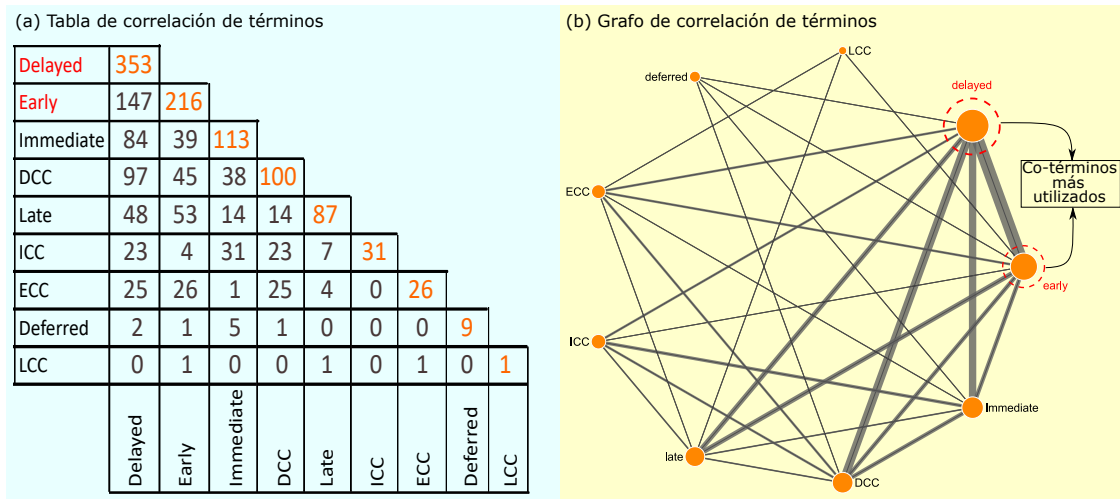 (a) Tabla de correlación de términos
Delayed 353
Early 147 216
Immediate 84 39 113
DCC 97 45 38 100
Late 48 53 14 14 87
ICC 23 4 31 23 7 31
ECC 25 26 1 25 4 0 26
Deferred 2 1 5 1 0 0 0 9
LCC 0 1 0 0 1 0 1 0 1
Delayed Early Immediate DCC Late ICC ECC Deferred LCC
(b) Grafo de correlación de términos
LCC
deferred
delayed
ECC
Co-términos
más
utilizados
early
ICC
Immediate
late
DCC